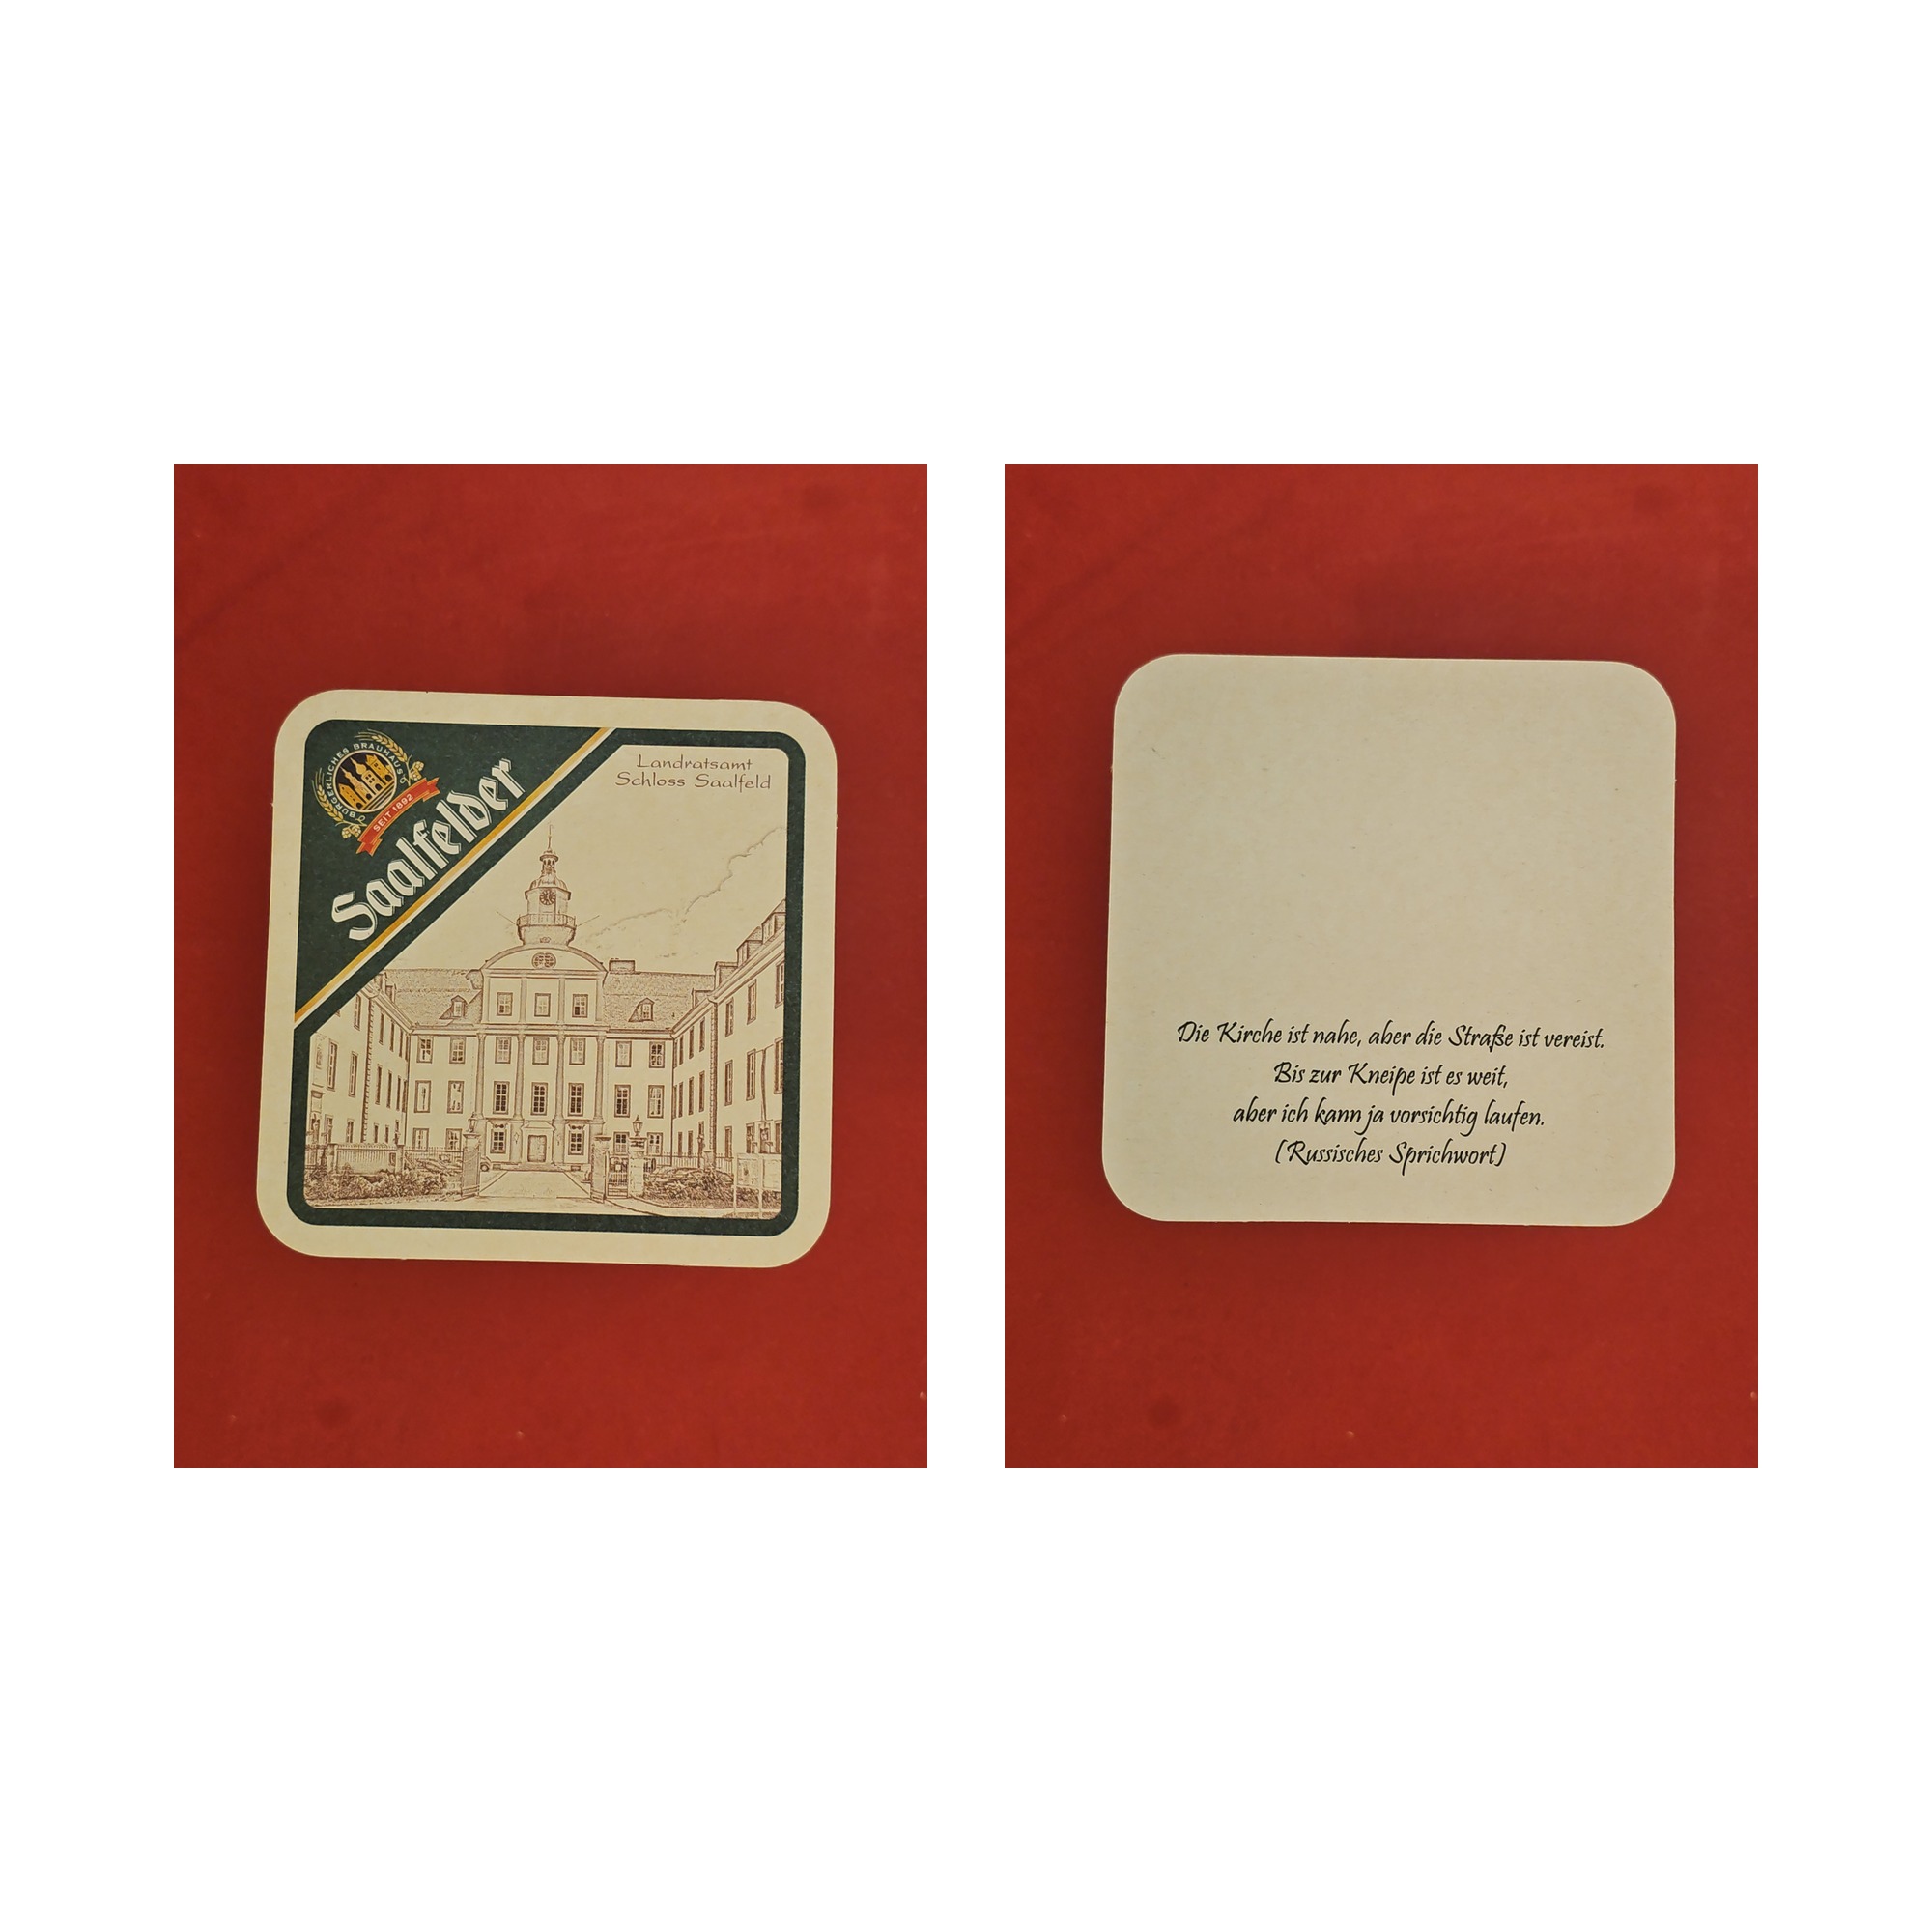 BÜRGERLICHES BRAUHAUS
SEIT 1892
Saalfelder
Landratsamt
Schloss Saalfeld
Die Kirche ist nahe, aber die Straße ist vereist.
Bis zur Kneipe ist es weit,
aber ich kann ja vorsichtig laufen.
(Russisches Sprichwort)